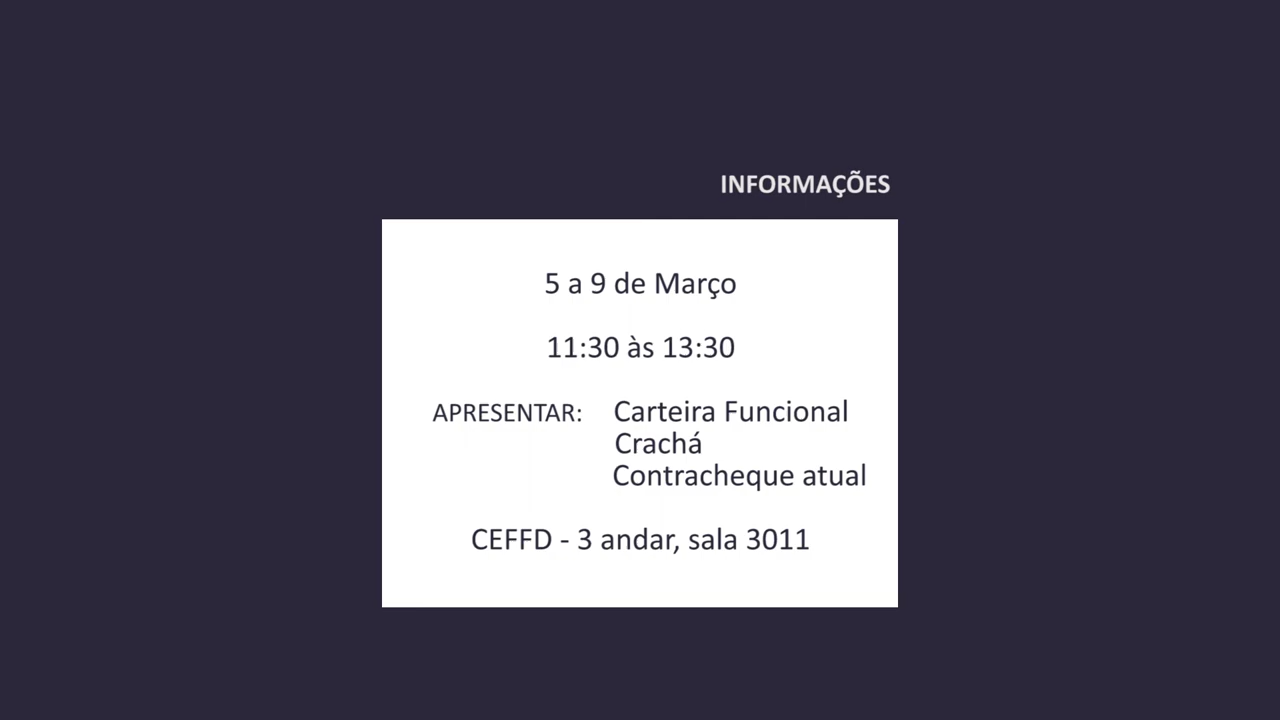 INFORMAÇÕES
5 a 9 de Março
11:30 às 13:30
APRESENTAR: Carteira Funcional
Crachá
Contracheque atual
CEFFD - 3 andar, sala 3011